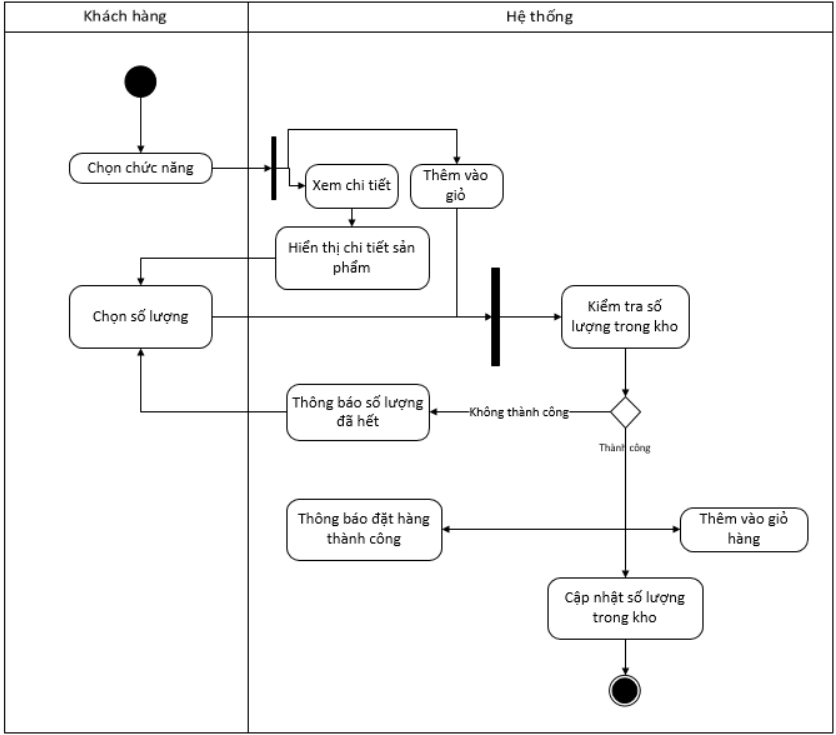 Khách hàng
Hệ thống
Chọn chức năng
Xem chi tiết
Thêm vào
giỏ
Hiển thị chi tiết sản
phẩm
Chọn số lượng
Kiểm tra số
lượng trong kho
Thông báo số lượng
đã hết
Không thành công
Thành công
Thông báo đặt hàng
thành công
Thêm vào giỏ
hàng
Cập nhật số lượng
trong kho